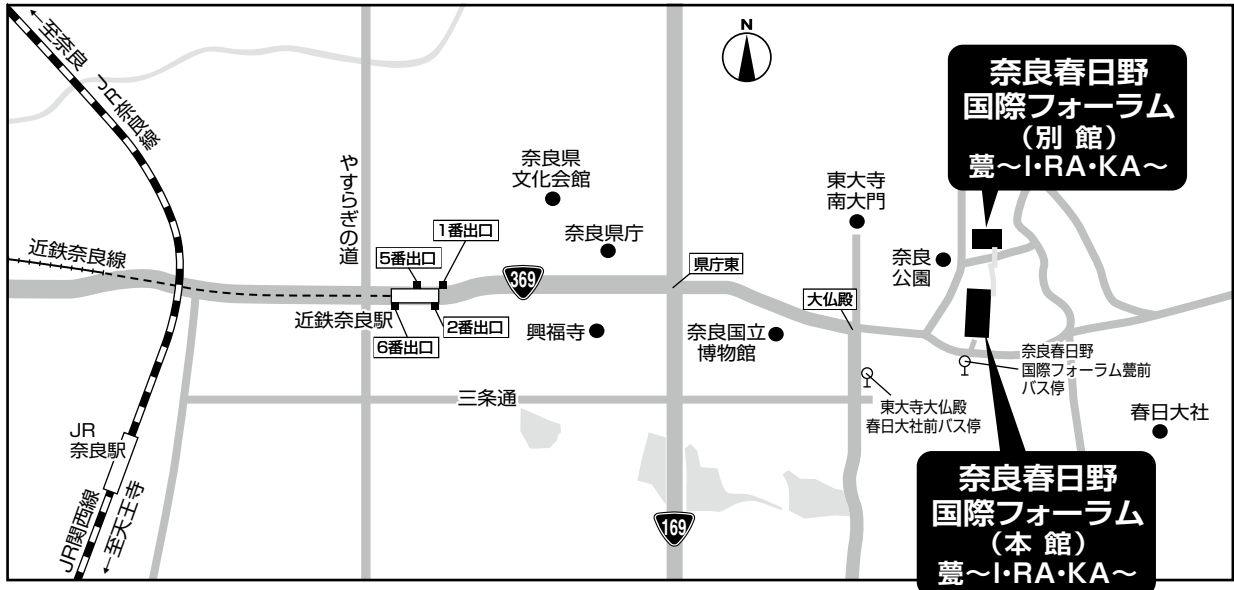 ←至奈良
JR奈良線
近鉄奈良線
やすらぎの道
奈良県
文化会館
奈良県庁
1番出口
5番出口
近鉄奈良駅
6番出口
2番出口
369
興福寺
N
県庁東
奈良国立
博物館
東大寺
南大門
大仏殿
奈良
公園
奈良春日野
国際フォーラム
（別 館）
甍～I・RA・KA～
奈良春日野
国際フォーラム甍前
バス停
東大寺大仏殿
春日大社前バス停
春日大社
三条通
JR
奈良駅
JR関西線
←至天王寺
169
奈良春日野
国際フォーラム
（本 館）
甍～I・RA・KA～